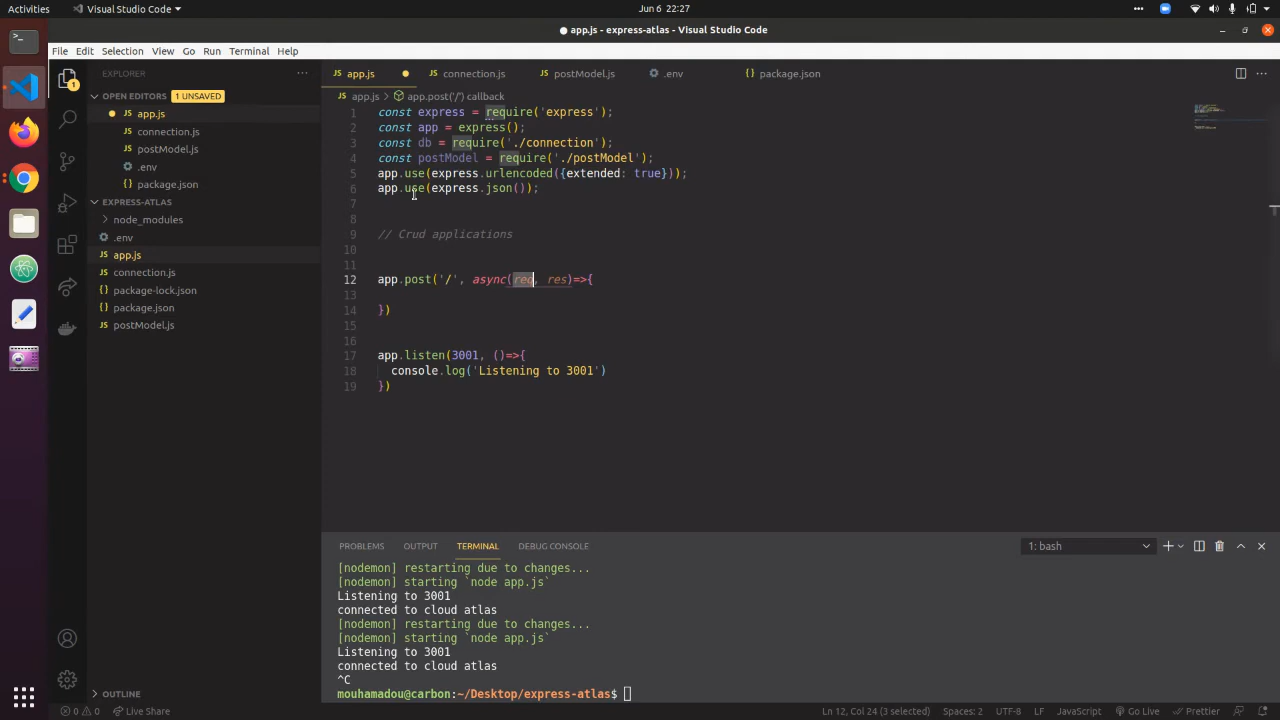 Activities
Visual Studio Code
Jun 6 22:27
app.js - express-atlas - Visual Studio Code
File Edit Selection View Go Run Terminal Help
EXPLORER
OPEN EDITORS 1 UNSAVED
app.js
connection.js
postModel.js
.env
package.json
EXPRESS-ATLAS
node_modules
.env
app.js
connection.js
package-lock.json
package.json
postModel.js
OUTLINE
app.js connection.js postModel.js .env package.json
app.js > app.post('/') callback
1 const express = require('express');
2 const app = express();
3 const db = require('./connection');
4 const postModel = require('./postModel');
5 app.use(express.urlencoded({extended: true}));
6 app.use(express.json());
7
8
9 // Crud applications
10
11
12 app.post('/', async(req, res)=>{
13
14 })
15
16
17 app.listen(3001, ()=>{
18 console.log('Listening to 3001')
19 })
PROBLEMS OUTPUT TERMINAL DEBUG CONSOLE 1: bash
[nodemon] restarting due to changes...
[nodemon] starting `node app.js`
Listening to 3001
connected to cloud atlas
[nodemon] restarting due to changes...
[nodemon] starting `node app.js`
Listening to 3001
connected to cloud atlas
^C
mouhamadou@carbon:~/Desktop/express-atlas$
0 0 Live Share Ln 12, Col 24 (3 selected) Spaces: 2 UTF-8 LF JavaScript Go Live Prettier